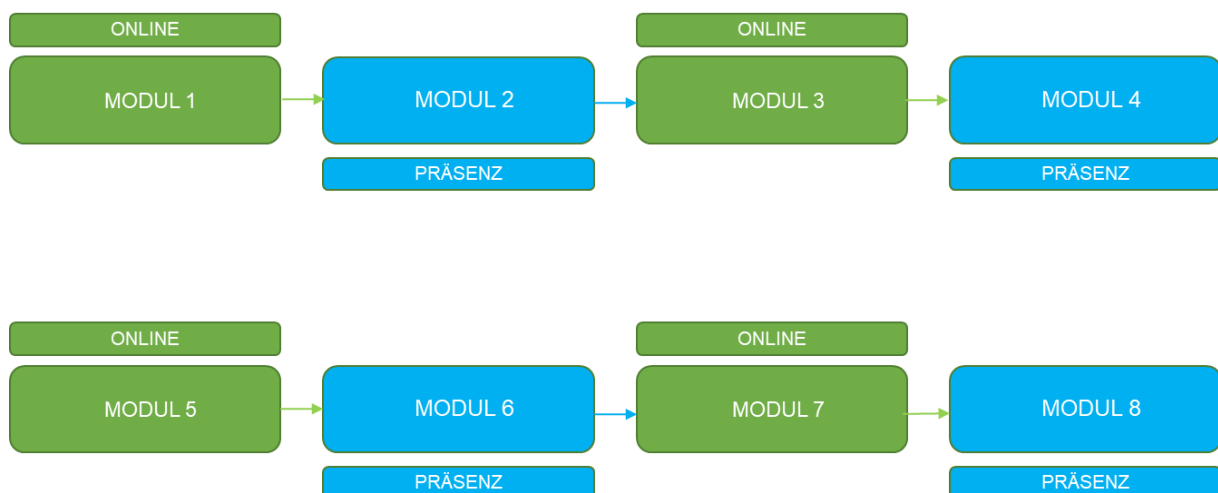 ONLINE ONLINE
MODUL 1 MODUL 2 MODUL 3 MODUL 4
PRÄSENZ PRÄSENZ
ONLINE ONLINE
MODUL 5 MODUL 6 MODUL 7 MODUL 8
PRÄSENZ PRÄSENZ